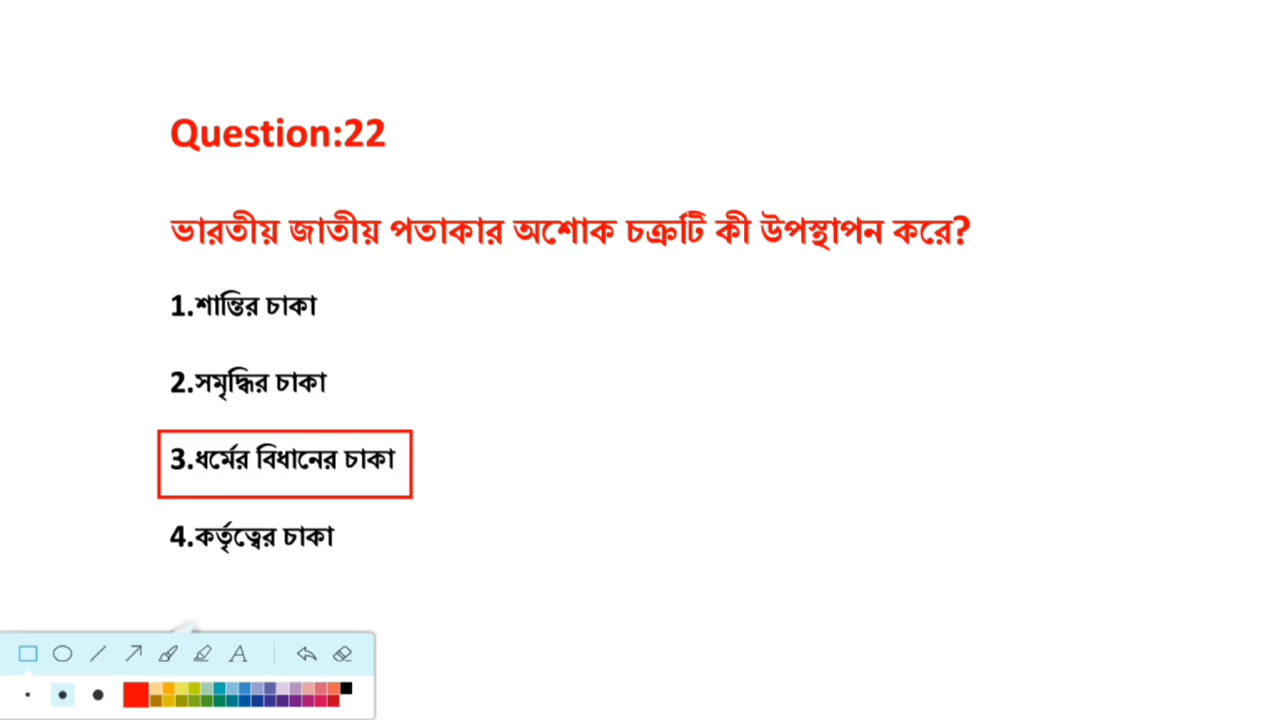 Question:22
ভারতীয় জাতীয় পতাকার অশোক চক্রটি কী উপস্থাপন করে?
1.শান্তির চাকা
2.সমৃদ্ধির চাকা
3.ধর্মের বিধানের চাকা
4.কর্তৃত্বের চাকা
A